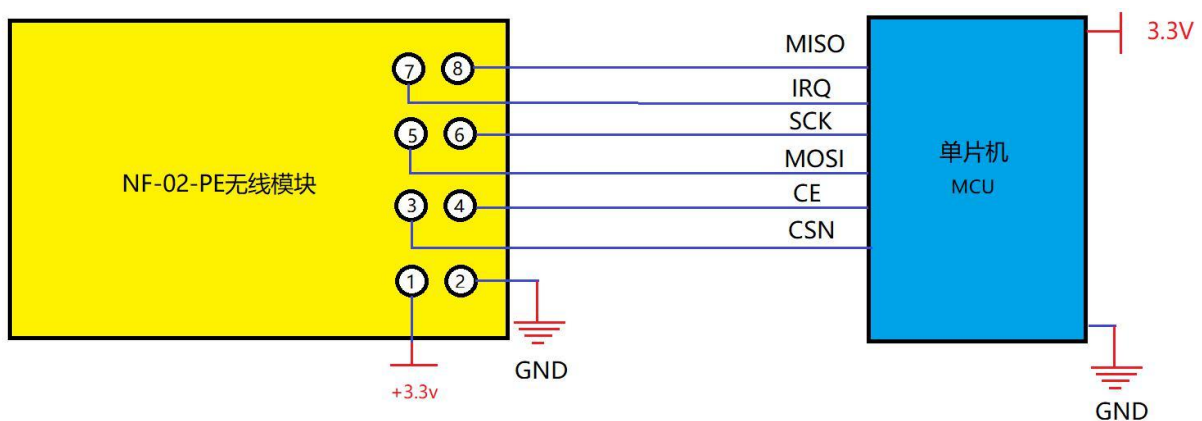 3.3V
MISO
7 8
IRQ
SCK
5 6
MOSI
NF-02-PE无线模块
单片机
MCU
CE
3 4
CSN
1 2
GND
+3.3v
GND